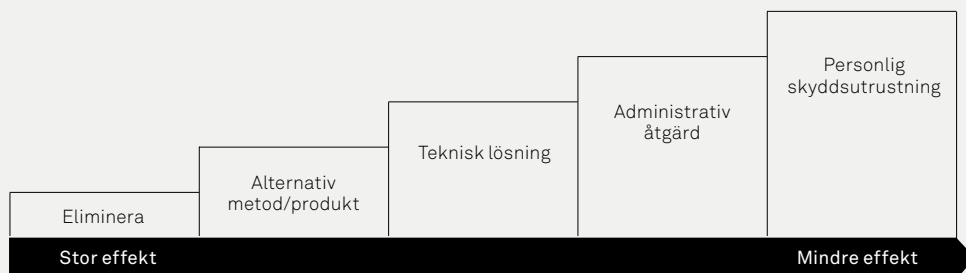 Eliminera
Alternativ
metod/produkt
Teknisk lösning
Administrativ
åtgärd
Personlig
skyddsutrustning
Stor effekt
Mindre effekt